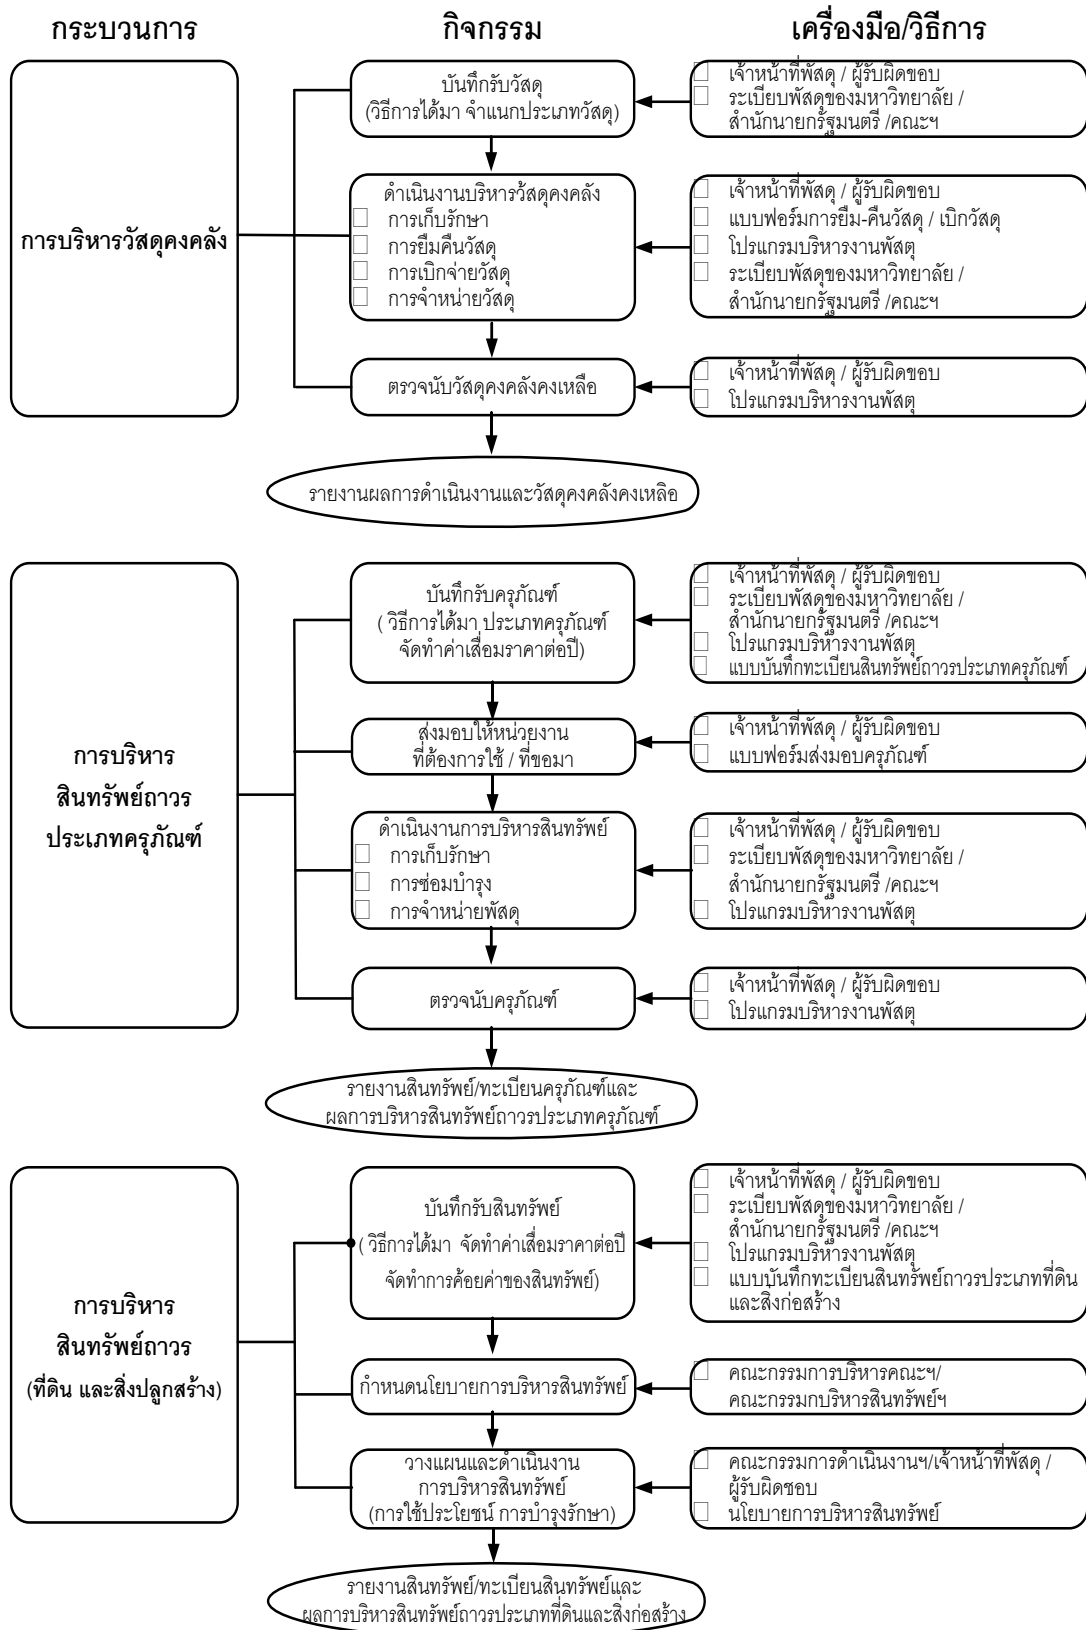 กระบวนการ
กิจกรรม
เครื่องมือ/วิธีการ
การบริหารวัสดุคงคลัง
บันทึกรับวัสดุ
(วิธีการได้มา จำแนกประเภทวัสดุ)
เจ้าหน้าที่พัสดุ / ผู้รับผิดชอบ
ระเบียบพัสดุของมหาวิทยาลัย /
สำนักนายกรัฐมนตรี /คณะฯ
ดำเนินงานบริหารวัสดุคงคลัง
การเก็บรักษา
การยืมคืนวัสดุ
การเบิกจ่ายวัสดุ
การจำหน่ายวัสดุ
เจ้าหน้าที่พัสดุ / ผู้รับผิดชอบ
แบบฟอร์มการยืม-คืนวัสดุ / เบิกวัสดุ
โปรแกรมบริหารงานพัสดุ
ระเบียบพัสดุของมหาวิทยาลัย /
สำนักนายกรัฐมนตรี /คณะฯ
ตรวจนับวัสดุคงคลังคงเหลือ
เจ้าหน้าที่พัสดุ / ผู้รับผิดชอบ
โปรแกรมบริหารงานพัสดุ
รายงานผลการดำเนินงานและวัสดุคงคลังคงเหลือ
การบริหาร
สินทรัพย์ถาวร
ประเภทครุภัณฑ์
บันทึกรับครุภัณฑ์
( วิธีการได้มา ประเภทครุภัณฑ์
จัดทำค่าเสื่อมราคาต่อปี)
เจ้าหน้าที่พัสดุ / ผู้รับผิดชอบ
ระเบียบพัสดุของมหาวิทยาลัย /
สำนักนายกรัฐมนตรี /คณะฯ
โปรแกรมบริหารงานพัสดุ
แบบบันทึกทะเบียนสินทรัพย์ถาวรประเภทครุภัณฑ์
ส่งมอบให้หน่วยงาน
ที่ต้องการใช้ / ที่ขอมา
เจ้าหน้าที่พัสดุ / ผู้รับผิดชอบ
แบบฟอร์มส่งมอบครุภัณฑ์
ดำเนินงานการบริหารสินทรัพย์
การเก็บรักษา
การซ่อมบำรุง
การจำหน่ายพัสดุ
เจ้าหน้าที่พัสดุ / ผู้รับผิดชอบ
ระเบียบพัสดุของมหาวิทยาลัย /
สำนักนายกรัฐมนตรี /คณะฯ
โปรแกรมบริหารงานพัสดุ
ตรวจนับครุภัณฑ์
เจ้าหน้าที่พัสดุ / ผู้รับผิดชอบ
โปรแกรมบริหารงานพัสดุ
รายงานสินทรัพย์/ทะเบียนครุภัณฑ์และ
ผลการบริหารสินทรัพย์ถาวรประเภทครุภัณฑ์
การบริหาร
สินทรัพย์ถาวร
(ที่ดิน และสิ่งปลูกสร้าง)
บันทึกรับสินทรัพย์
( วิธีการได้มา จัดทำค่าเสื่อมราคาต่อปี
จัดทำการด้อยค่าของสินทรัพย์)
เจ้าหน้าที่พัสดุ / ผู้รับผิดชอบ
ระเบียบพัสดุของมหาวิทยาลัย /
สำนักนายกรัฐมนตรี /คณะฯ
โปรแกรมบริหารงานพัสดุ
แบบบันทึกทะเบียนสินทรัพย์ถาวรประเภทที่ดิน
และสิ่งก่อสร้าง
กำหนดนโยบายการบริหารสินทรัพย์
คณะกรรมการบริหารคณะฯ/
คณะกรรมกบริหารสินทรัพย์ฯ
วางแผนและดำเนินงาน
การบริหารสินทรัพย์
(การใช้ประโยชน์ การบำรุงรักษา)
คณะกรรมการดำเนินงานฯ/เจ้าหน้าที่พัสดุ /
ผู้รับผิดชอบ
นโยบายการบริหารสินทรัพย์
รายงานสินทรัพย์/ทะเบียนสินทรัพย์และ
ผลการบริหารสินทรัพย์ถาวรประเภทที่ดินและสิ่งก่อสร้าง